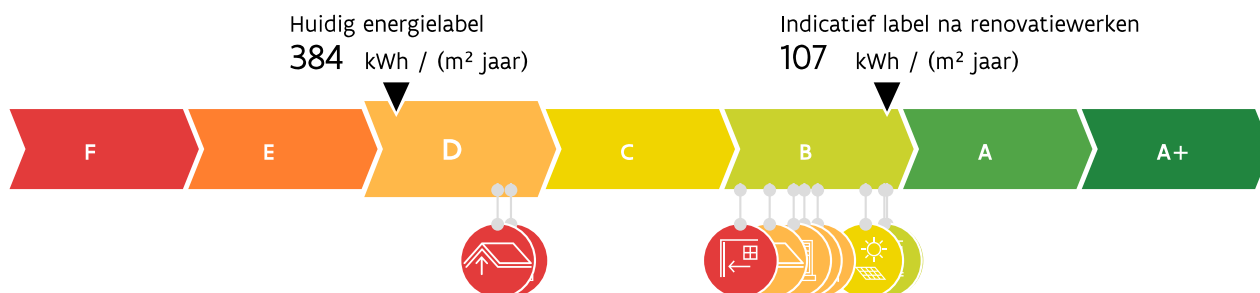 Huidig energielabel
384 kWh / (m² jaar)
Indicatief label na renovatiewerken
107 kWh / (m² jaar)
F E D C B A A+